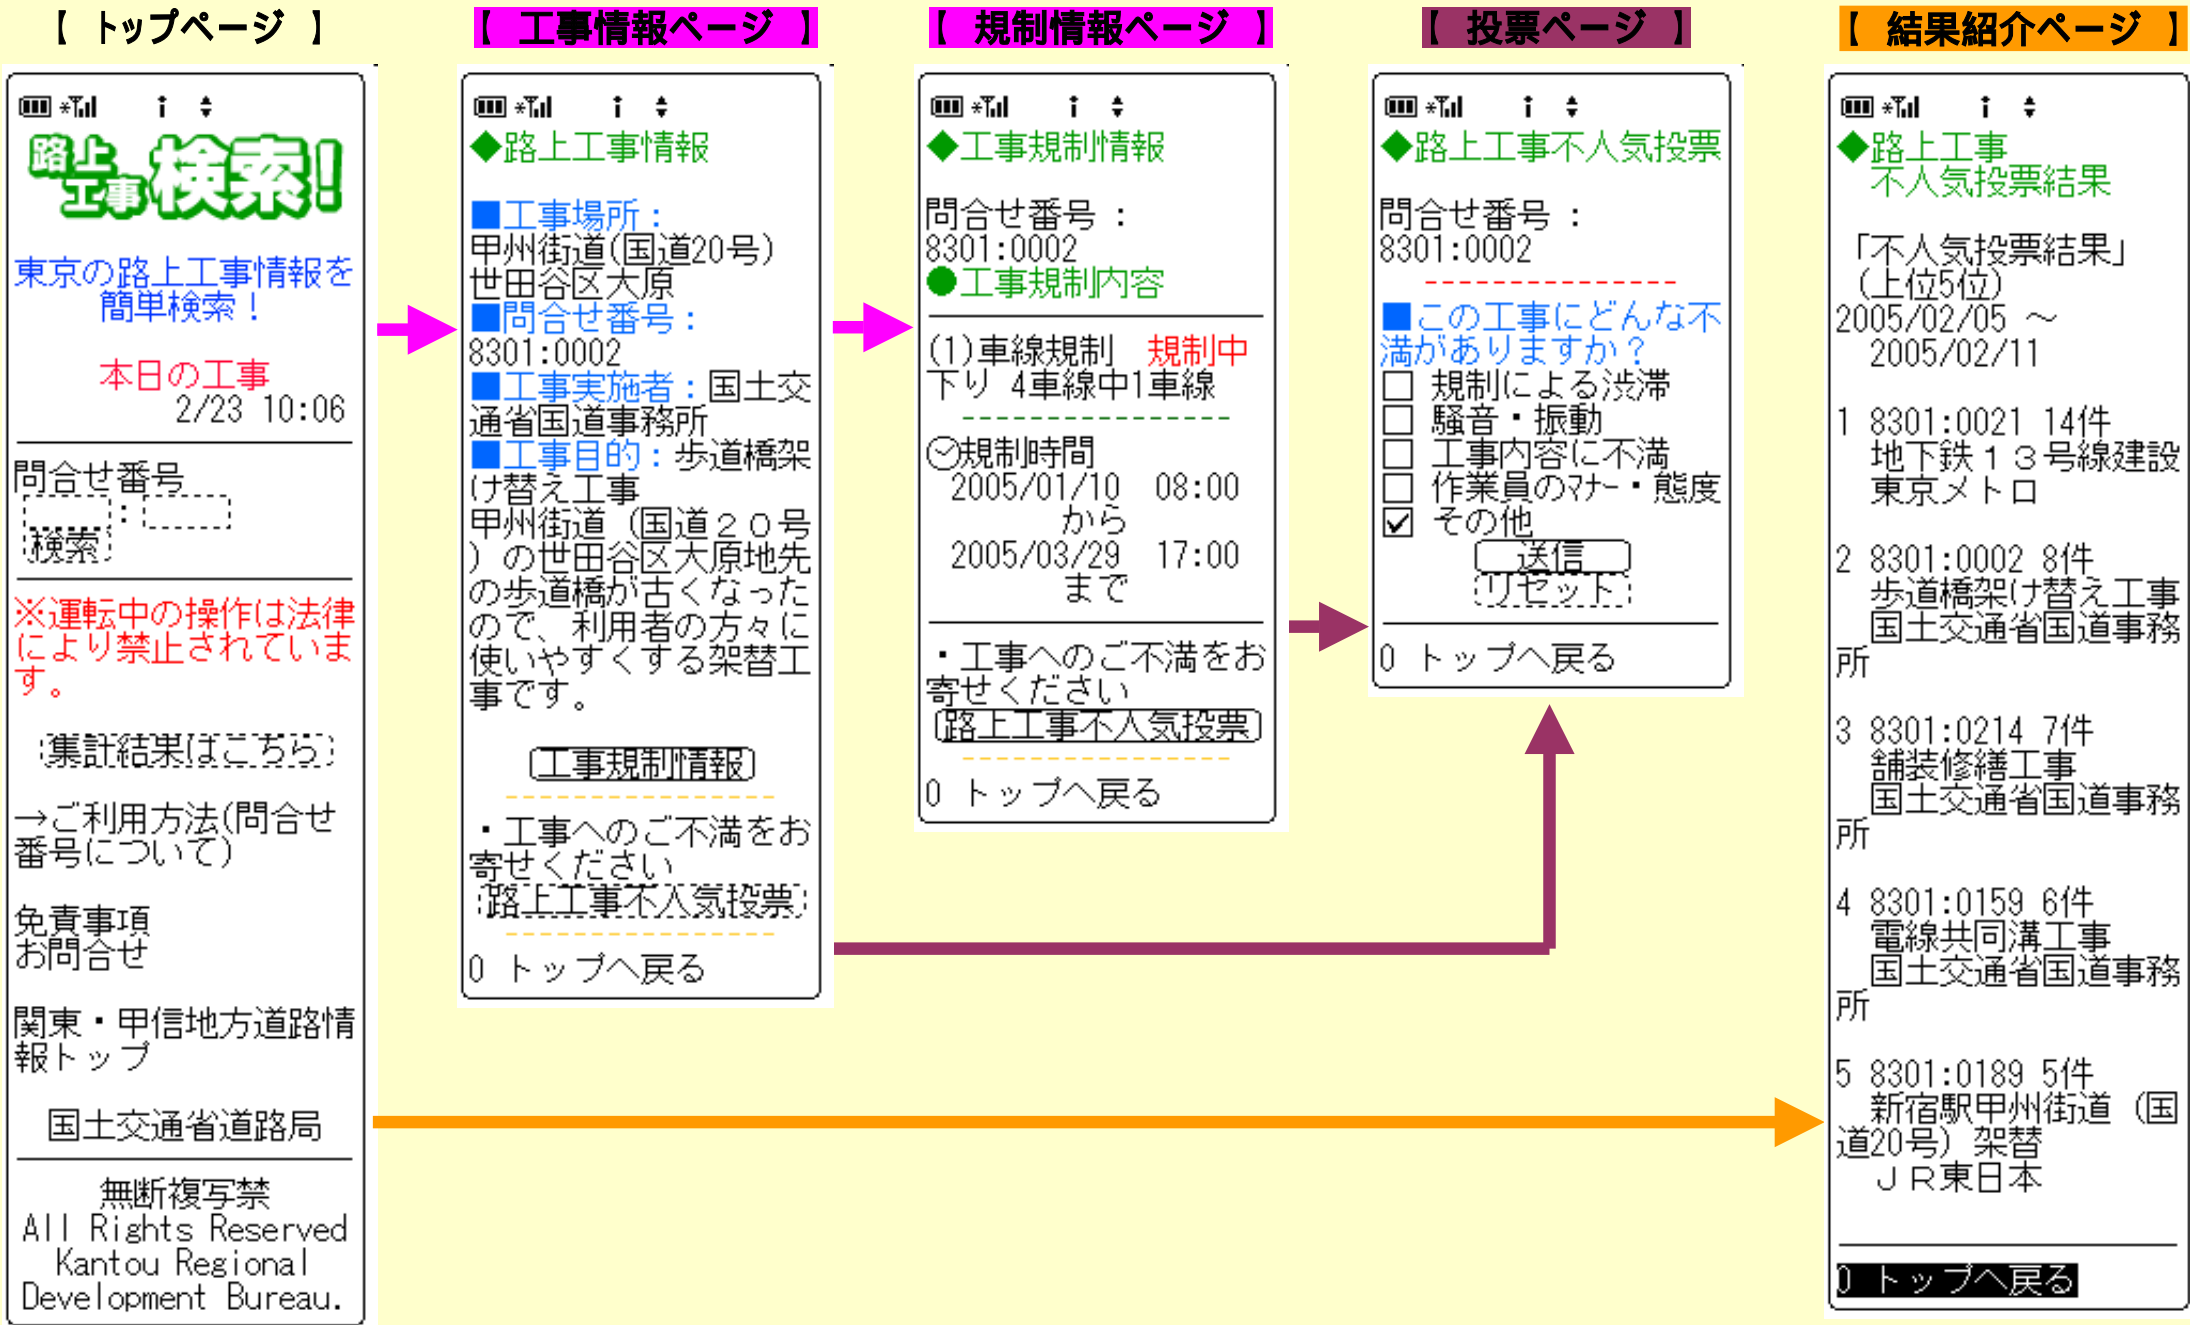 【 トップページ 】
路上工事検索!
東京の路上工事情報を
簡単検索！
本日の工事
2/23 10:06
問合せ番号
:
検索
※運転中の操作は法律
により禁止されていま
す。
集計結果はこちら
→ご利用方法(問合せ
番号について)
免責事項
お問合せ
関東・甲信地方道路情
報トップ
国土交通省道路局
無断複写禁
All Rights Reserved
Kantou Regional
Development Bureau.
【 工事情報ページ 】
◆路上工事情報
■工事場所：
甲州街道(国道20号)
世田谷区大原
■問合せ番号：
8301:0002
■工事実施者：国土交
通省国道事務所
■工事目的：歩道橋架
け替え工事
甲州街道（国道２０号
）の世田谷区大原地先
の歩道橋が古くなった
ので、利用者の方々に
使いやすくする架替工
事です。
工事規制情報
・工事へのご不満をお
寄せください
路上工事不人気投票
0 トップへ戻る
【 規制情報ページ 】
◆工事規制情報
問合せ番号：
8301:0002
●工事規制内容
(1)車線規制 規制中
下り 4車線中1車線
規制時間
2005/01/10 08:00
から
2005/03/29 17:00
まで
・工事へのご不満をお
寄せください
路上工事不人気投票
0 トップへ戻る
【 投票ページ 】
◆路上工事不人気投票
問合せ番号：
8301:0002
■この工事にどんな不
満がありますか？
規制による渋滞
騒音・振動
工事内容に不満
作業員のﾏﾅｰ・態度
その他
送信
リセット
0 トップへ戻る
【 結果紹介ページ 】
◆路上工事
不人気投票結果
「不人気投票結果」
(上位5位)
2005/02/05 ～
2005/02/11
1 8301:0021 14件
地下鉄１３号線建設
東京メトロ
2 8301:0002 8件
歩道橋架け替え工事
国土交通省国道事務
所
3 8301:0214 7件
舗装修繕工事
国土交通省国道事務
所
4 8301:0159 6件
電線共同溝工事
国土交通省国道事務
所
5 8301:0189 5件
新宿駅甲州街道（国
道20号）架替
ＪＲ東日本
0 トップへ戻る